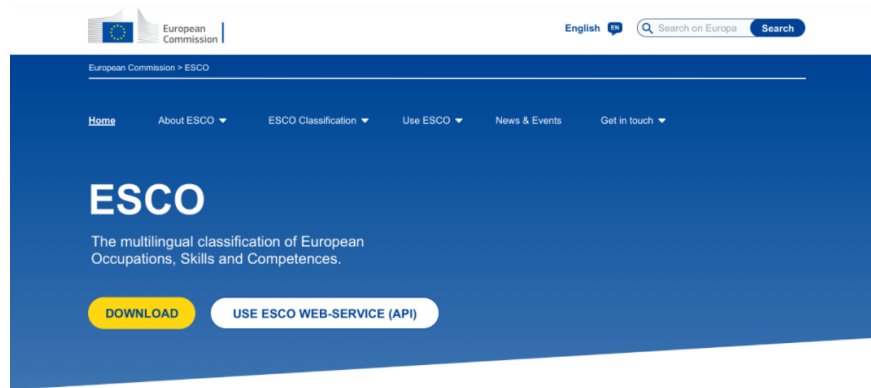 European
Commission
English EN Search on Europa Search
European Commission > ESCO
Home About ESCO ESCO Classification Use ESCO News & Events Get in touch
ESCO
The multilingual classification of European
Occupations, Skills and Competences.
DOWNLOAD USE ESCO WEB-SERVICE (API)